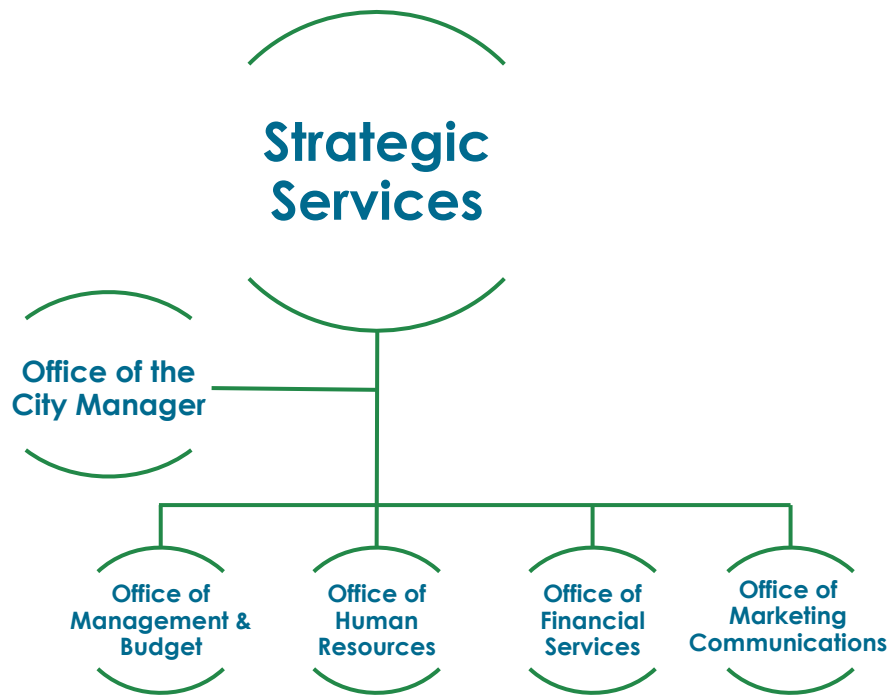 Strategic
Services
Office of the
City Manager
Office of
Management &
Budget
Office of
Human
Resources
Office of
Financial
Services
Office of
Marketing
Communications